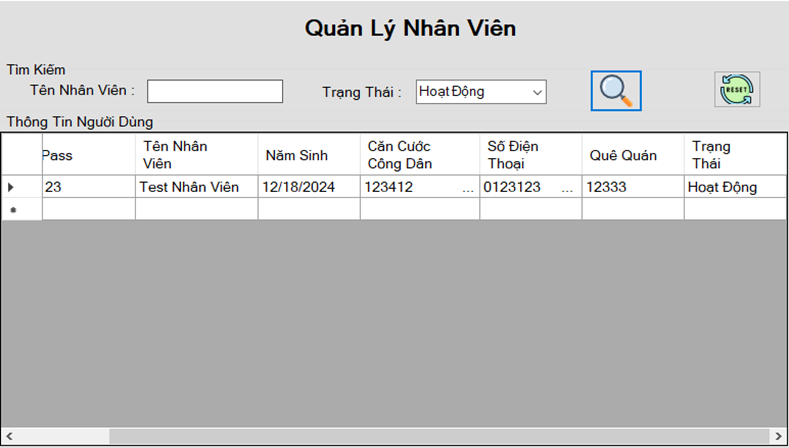 Quản Lý Nhân Viên
Tìm Kiếm
Tên Nhân Viên :
Trạng Thái :
Hoạt Động
RESET
Thông Tin Người Dùng
Pass
Tên Nhân
Viên
Năm Sinh
Căn Cước
Công Dân
Số Điện
Thoại
Quê Quán
Trạng
Thái
23
Test Nhân Viên
12/18/2024
123412 ...
0123123 ...
12333
Hoạt Động